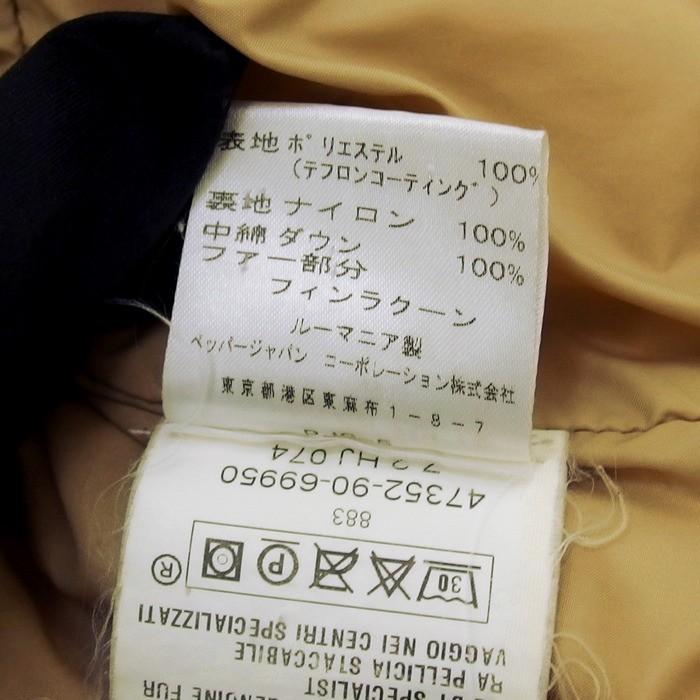 表地 ポリエステル 100%
（テフロンコーティング）
裏地 ナイロン 100%
中綿 ダウン 100%
ファー部分
フィンラクーン
ルーマニア製
ペッパージャパン コーポレーション株式会社
東京都港区東麻布1-8-7
BY SPECIALIST
RA PELLICIA STACCABILE
VAGGIO NEI CENTRI SPECIALIZZATI
30 P ®
883
47352-90-69950
72HJ074